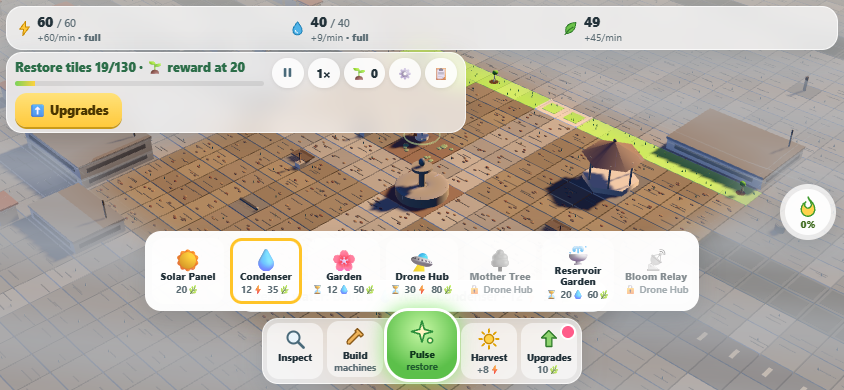 60 / 60
+60/min • full
40 / 40
+9/min • full
49
+45/min
Restore tiles 19/130 • reward at 20
1×
0
Upgrades
0%
Solar Panel
20
Condenser
12 35
Garden
12 50
Drone Hub
30 80
Mother Tree
Drone Hub
Reservoir
Garden
20 60
Bloom Relay
Drone Hub
Inspect
Build
machines
Pulse
restore
Harvest
+8
Upgrades
10